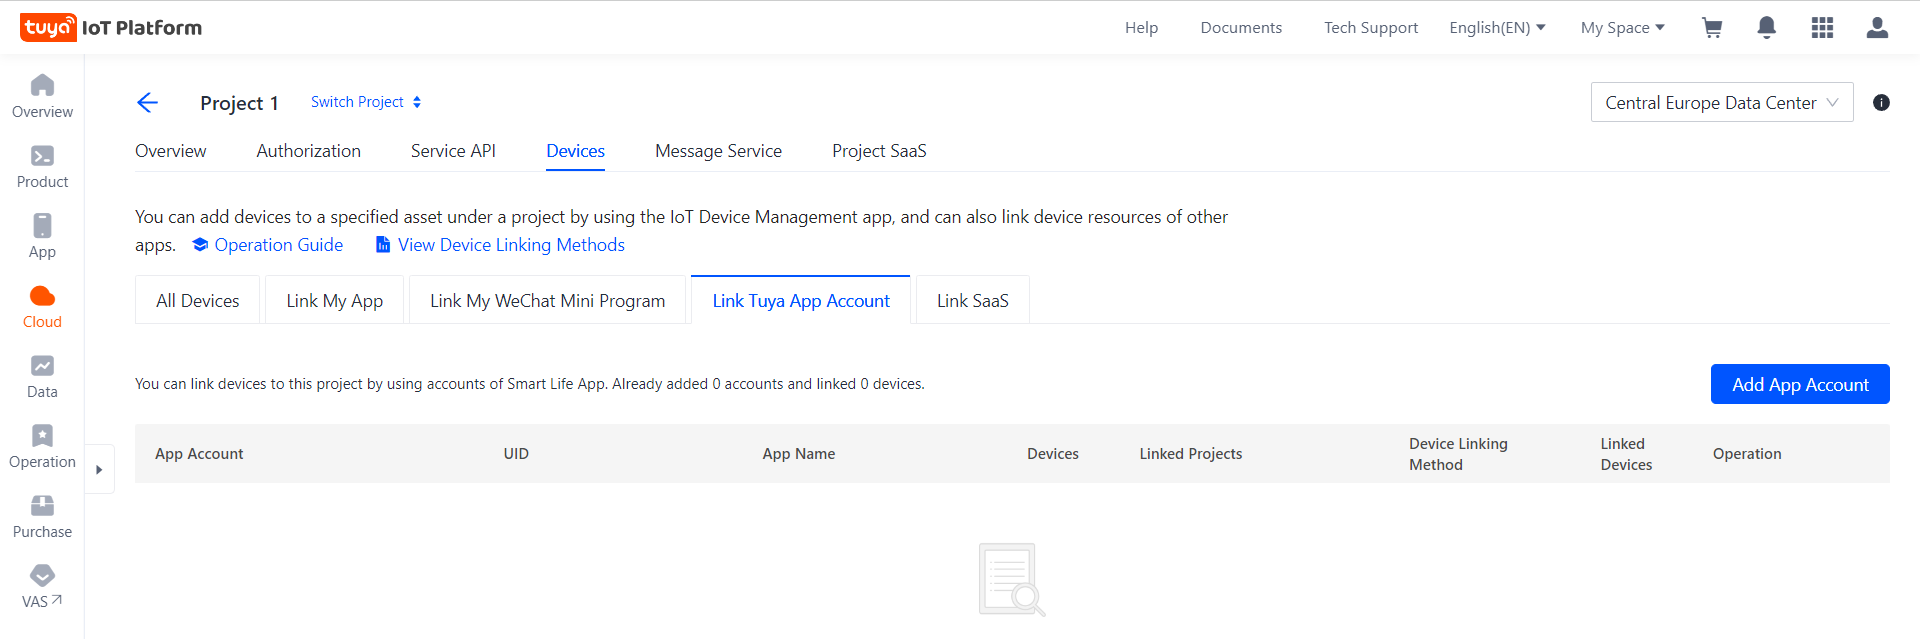 tuya IoT Platform
Help Documents Tech Support English(EN) My Space
Overview
Product
App
Cloud
Data
Operation
Purchase
VAS
Project 1 Switch Project
Central Europe Data Center
Overview Authorization Service API Devices Message Service Project SaaS
You can add devices to a specified asset under a project by using the IoT Device Management app, and can also link device resources of other
apps. Operation Guide View Device Linking Methods
All Devices Link My App Link My WeChat Mini Program Link Tuya App Account Link SaaS
You can link devices to this project by using accounts of Smart Life App. Already added 0 accounts and linked 0 devices.
Add App Account
App Account UID App Name Devices Linked Projects Device Linking Method Linked Devices Operation